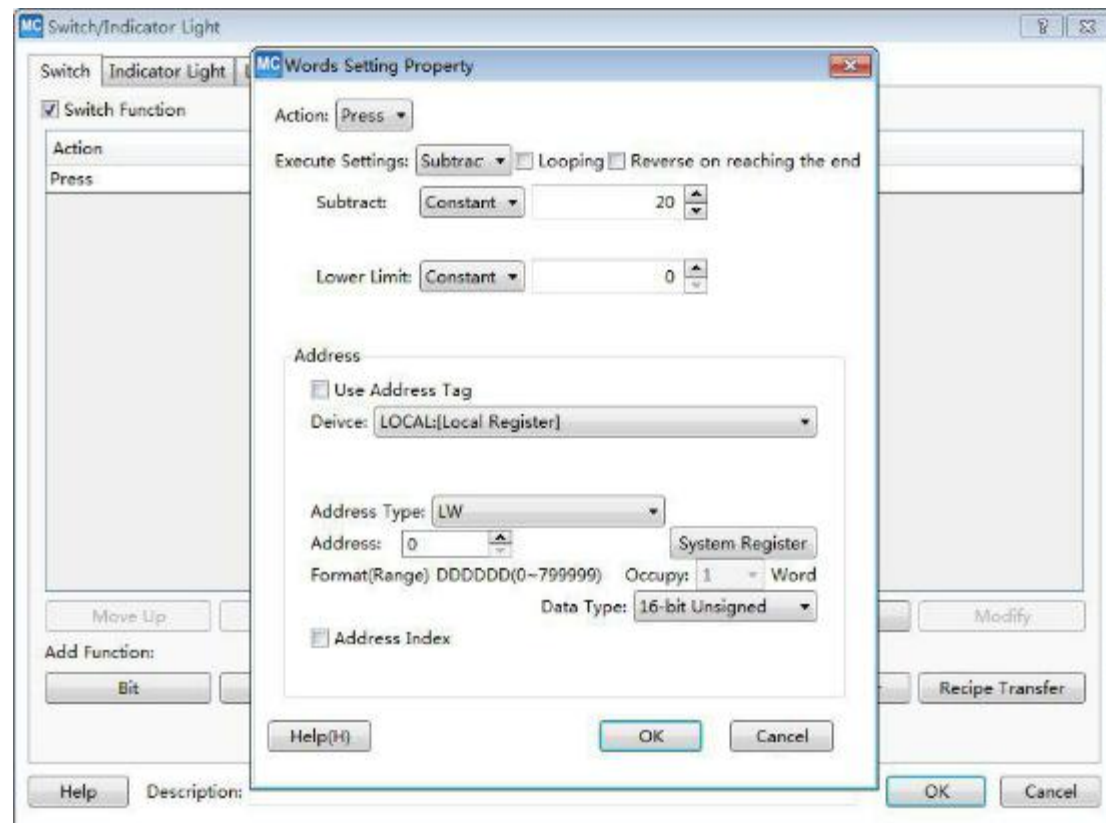 MC Switch/Indicator Light
Switch Indicator Light
MC Words Setting Property
Switch Function
Action: Press
Action
Execute Settings: Subtrac Looping Reverse on reaching the end
Press
Subtract: Constant 20
Lower Limit: Constant 0
Address
Use Address Tag
Deivce: LOCAL:[Local Register]
Address Type: LW
Address: 0 System Register
Format(Range) DDDDDD(0~799999) Occupy: 1 Word
Data Type: 16-bit Unsigned
Move Up Modify
Address Index
Add Function:
Bit Recipe Transfer
Help(H) OK Cancel
Help Description: OK Cancel